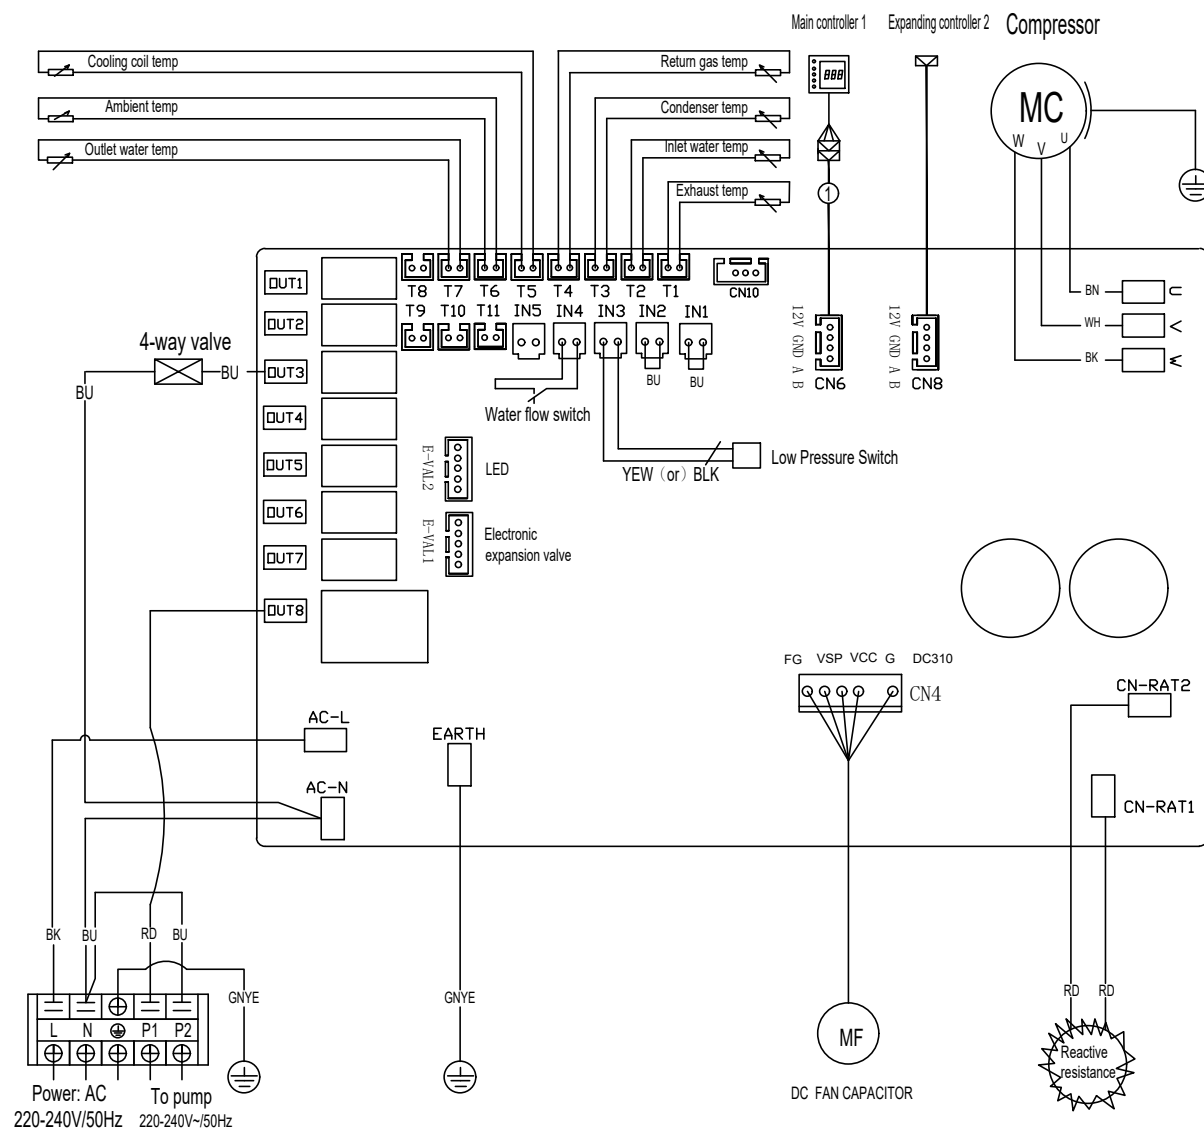 Main controller 1
Expanding controller 2
Compressor
Cooling coil temp
Return gas temp
MC
W
V
U
Ambient temp
Condenser temp
Outlet water temp
Inlet water temp
Exhaust temp
1
OUT1
OUT2
OUT3
OUT4
OUT5
OUT6
OUT7
OUT8
T8 T7 T6 T5 T4 T3 T2 T1
CN10
T9 T10 T11 IN5 IN4 IN3 IN2 IN1
BU
BU
12V GND A B
CN6
12V GND A B
CN8
BN
U
WH
V
BK
W
4-way valve
BU
BU
Water flow switch
YEW (or) BLK
Low Pressure Switch
E-VAL2
LED
E-VAL1
Electronic
expansion valve
FG VSP VCC G DC310
CN4
CN-RAT2
CN-RAT1
AC-L
EARTH
AC-N
BK
BU
RD
BU
GNYE
GNYE
RD
RD
L N P1 P2
MF
Reactive
resistance
Power: AC
220-240V/50Hz
To pump
220-240V~/50Hz
DC FAN CAPACITOR